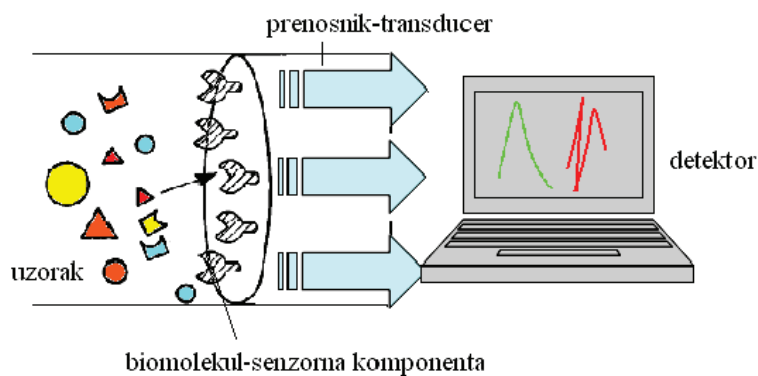 prenosnik-transducer
detektor
uzorak
biomolekul-senzorna komponenta